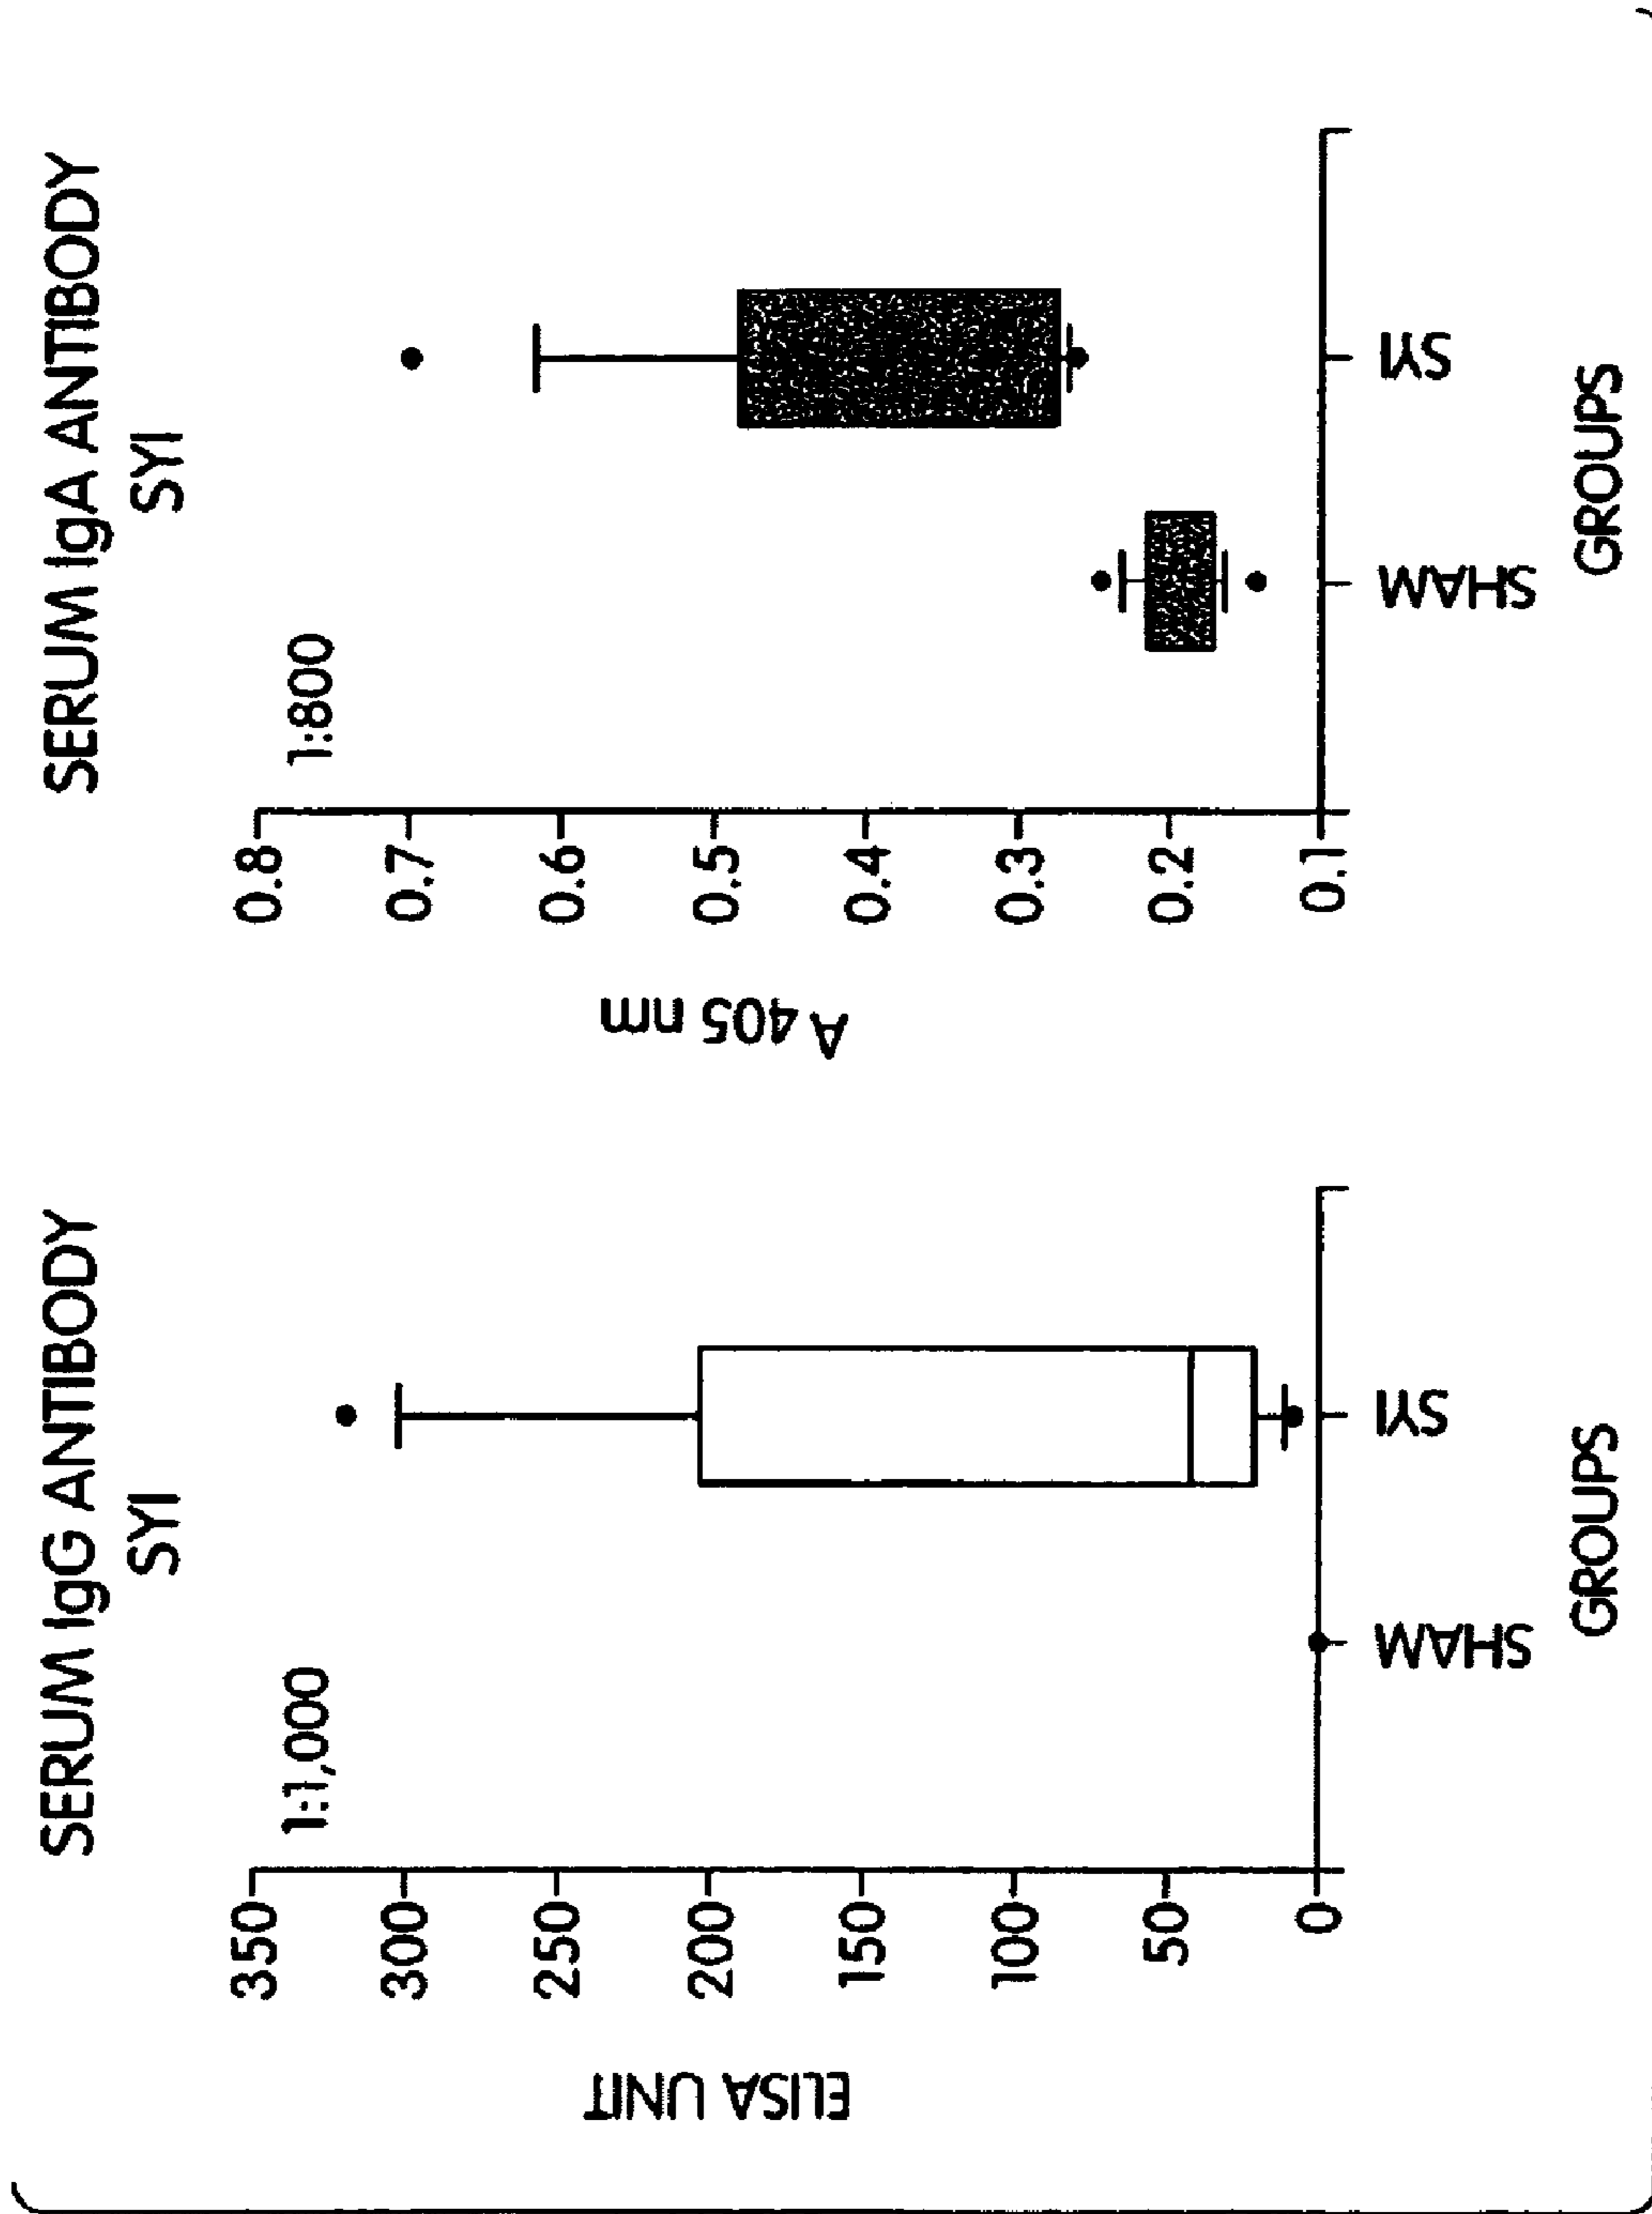 SERUM IgG ANTIBODY
SYI
1:1,000
ELISA UNIT
350
300
250
200
150
100
50
0
SHAM
SYI
GROUPS
SERUM IgA ANTIBODY
SYI
1:800
A 405 nm
0.8
0.7
0.6
0.5
0.4
0.3
0.2
0.1
SHAM
SYI
GROUPS